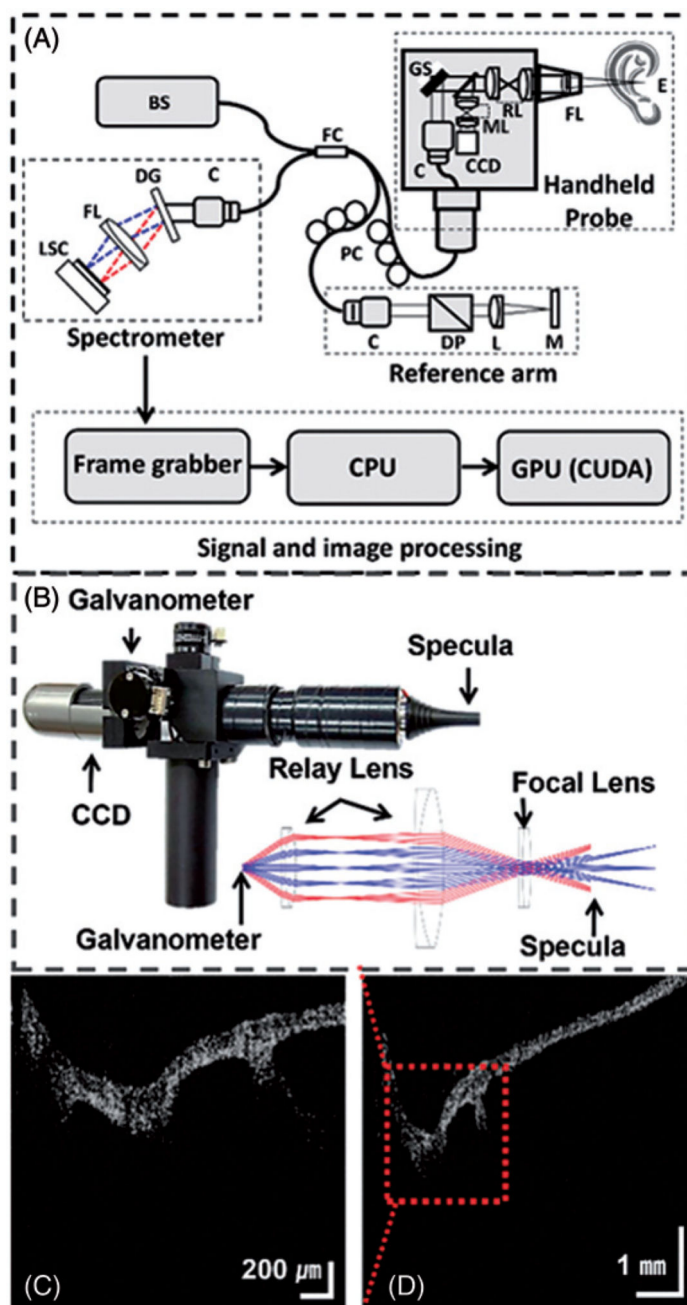 (A)
BS
FC
GS
RL
FL
E
ML
C
CCD
Handheld
Probe
DG
C
FL
LSC
Spectrometer
PC
C
DP
L
M
Reference arm
Frame grabber
CPU
GPU (CUDA)
Signal and image processing
(B)
Galvanometer
Specula
CCD
Relay Lens
Focal Lens
Galvanometer
Specula
(C)
200 μm
(D)
1 mm